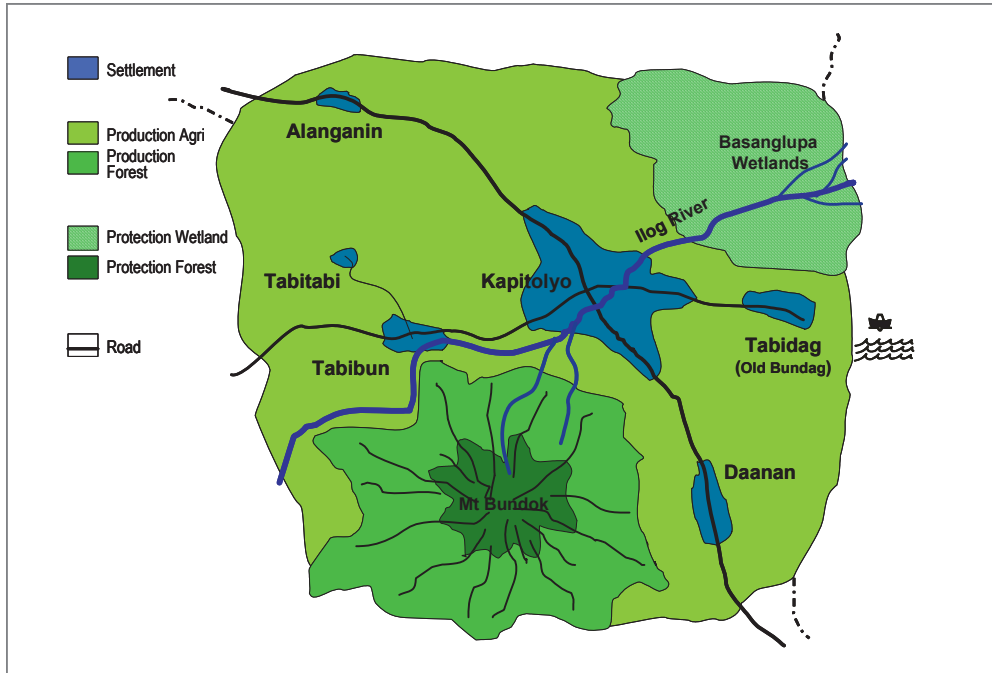 Settlement
Production Agri
Production
Forest
Protection Wetland
Protection Forest
Road
Alanganin
Basanglupa
Wetlands
Ilog River
Tabitabi
Kapitolyo
Tabibun
Tabidag
(Old Bundag)
Daanan
Mt Bundok